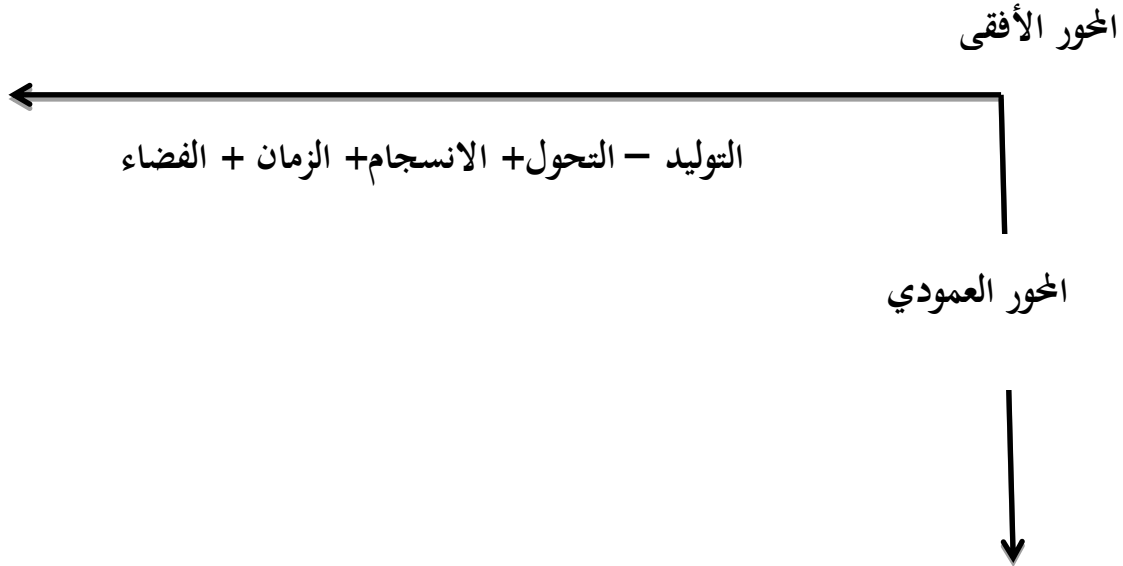 المحور الأفقى
التوليد – التحول+ الانسجام+ الزمان + الفضاء
المحور العمودي